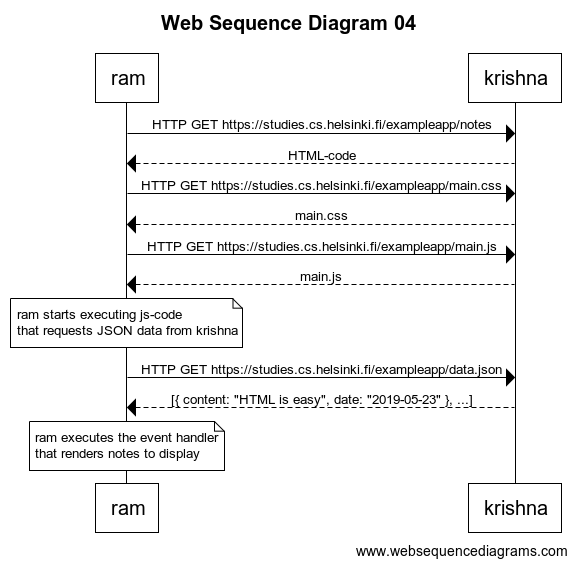 Web Sequence Diagram 04
ram
krishna
HTTP GET https://studies.cs.helsinki.fi/exampleapp/notes
HTML-code
HTTP GET https://studies.cs.helsinki.fi/exampleapp/main.css
main.css
HTTP GET https://studies.cs.helsinki.fi/exampleapp/main.js
main.js
ram starts executing js-code
that requests JSON data from krishna
HTTP GET https://studies.cs.helsinki.fi/exampleapp/data.json
[{ content: "HTML is easy", date: "2019-05-23" }, ...]
ram executes the event handler
that renders notes to display
ram
krishna
www.websequencediagrams.com